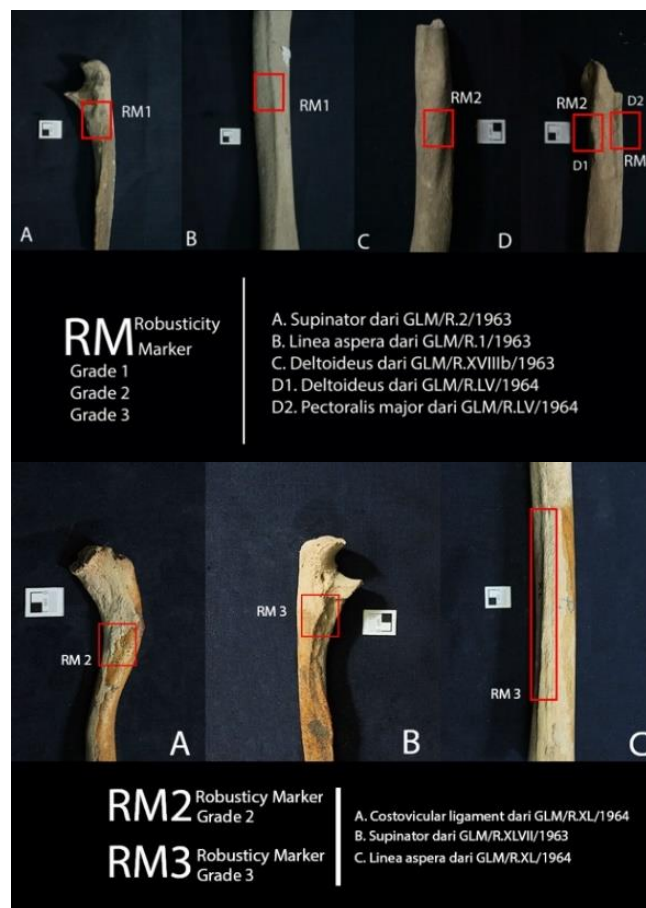 RM1
RM1
RM2
RM2
D2
D1
RM
A
B
C
D
RM Robusticity
Marker
Grade 1
Grade 2
Grade 3
A. Supinator dari GLM/R.2/1963
B. Linea aspera dari GLM/R.1/1963
C. Deltoideus dari GLM/R.XVIIIb/1963
D1. Deltoideus dari GLM/R.LV/1964
D2. Pectoralis major dari GLM/R.LV/1964
RM 2
RM 3
RM 3
A
B
C
RM2 Robusticy Marker
Grade 2
RM3 Robusticy Marker
Grade 3
A. Costovicular ligament dari GLM/R.XL/1964
B. Supinator dari GLM/R.XLVII/1963
C. Linea aspera dari GLM/R.XL/1964